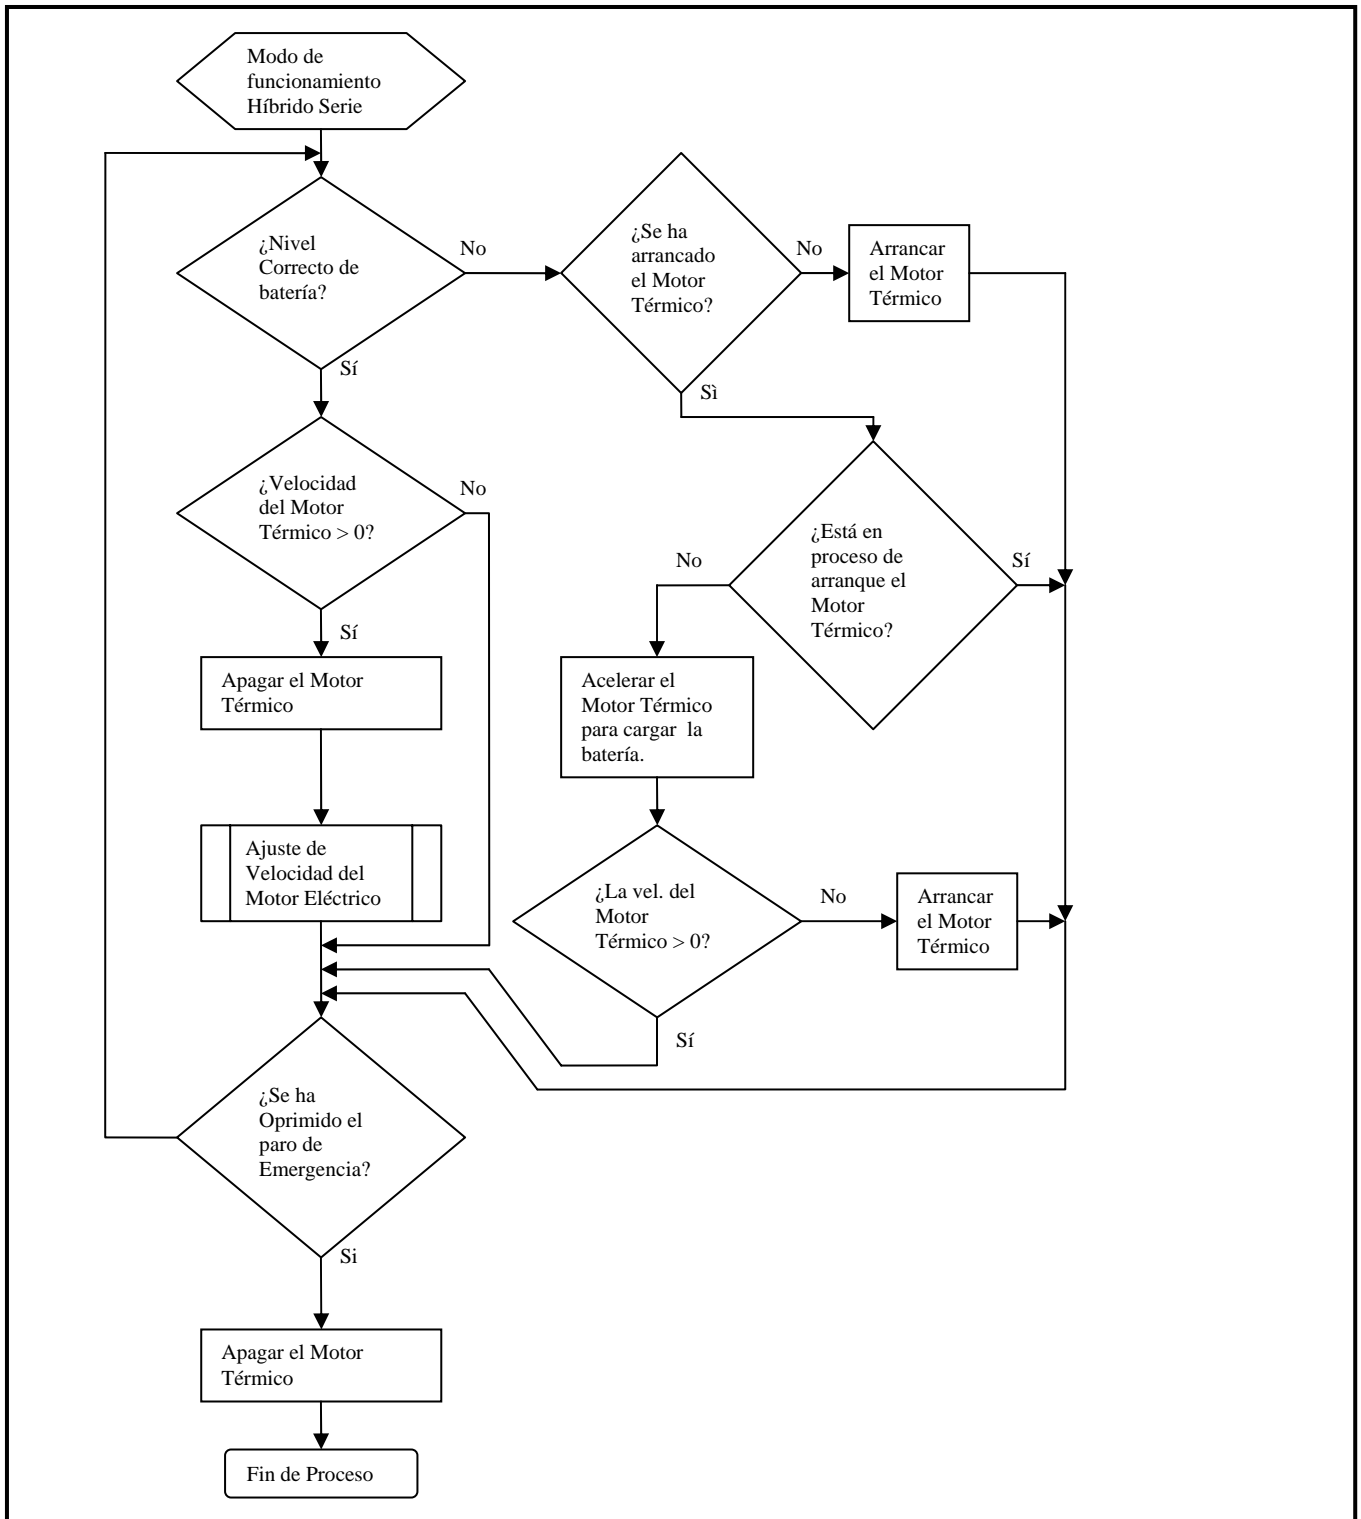 Modo de
funcionamiento
Híbrido Serie
¿Nivel
Correcto de
batería?
No
¿Se ha
arrancado
el Motor
Térmico?
No
Arrancar
el Motor
Térmico
Sí
Sì
¿Velocidad
del Motor
Térmico > 0?
No
¿Está en
proceso de
arranque el
Motor
Térmico?
No
Sí
Sí
Apagar el Motor
Térmico
Acelerar el
Motor Térmico
para cargar  la
batería.
Ajuste de
Velocidad del
Motor Eléctrico
¿La vel. del
Motor
Térmico > 0?
No
Arrancar
el Motor
Térmico
Sí
¿Se ha
Oprimido el
paro de
Emergencia?
Si
Apagar el Motor
Térmico
Fin de Proceso